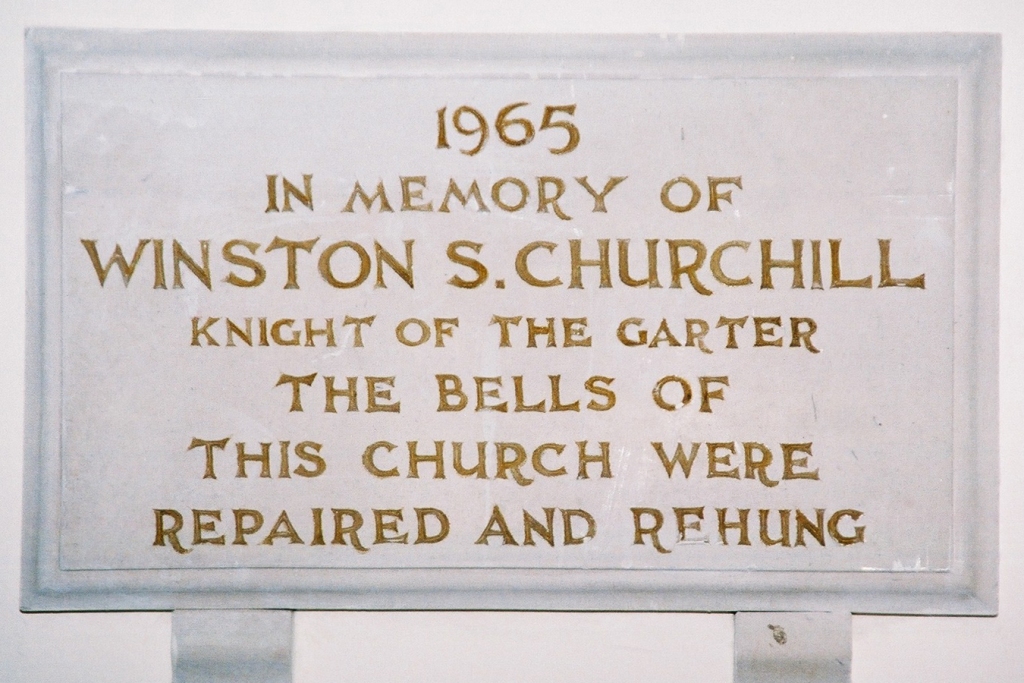 1965
IN MEMORY OF
WINSTON S. CHURCHILL
KNIGHT OF THE GARTER
THE BELLS OF
THIS CHURCH WERE
REPAIRED AND REHUNG